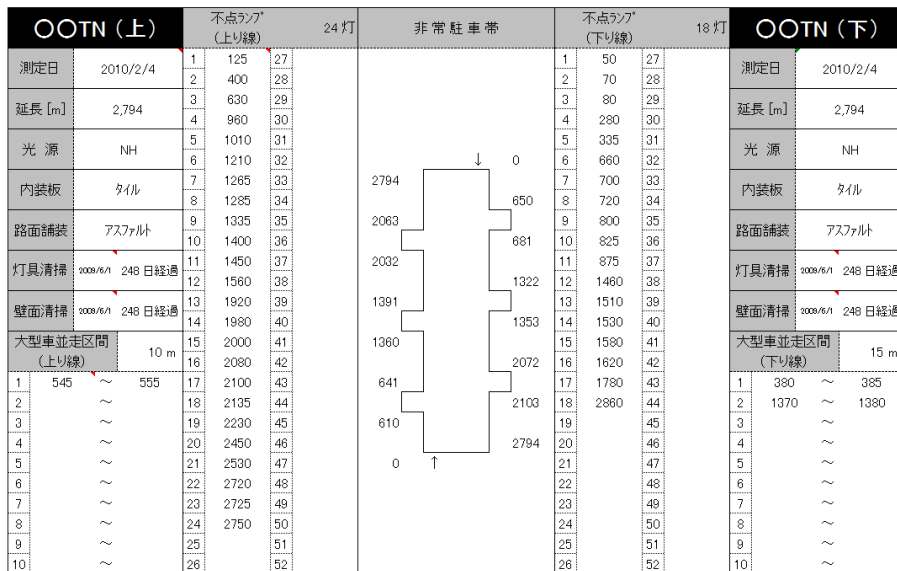 〇〇TN (上) 不点ランプ (上り線) 24灯 非常駐車帯 不点ランプ (下り線) 18灯 〇〇TN (下)
測定日 2010/2/4
延長 [m] 2,794
光 源 NH
内装板 タイル
路面舗装 アスファルト
灯具清掃 2009/6/1 248 日経過
壁面清掃 2009/6/1 248 日経過
大型車並走区間 (上り線) 10 m
1 545 ～ 555
2 ～
3 ～
4 ～
5 ～
6 ～
7 ～
8 ～
9 ～
10 ～
1 125 27
2 400 28
3 630 29
4 960 30
5 1010 31
6 1210 32
7 1265 33
8 1285 34
9 1335 35
10 1400 36
11 1450 37
12 1560 38
13 1920 39
14 1980 40
15 2000 41
16 2080 42
17 2100 43
18 2135 44
19 2230 45
20 2450 46
21 2530 47
22 2720 48
23 2725 49
24 2750 50
25 51
26 52
↓ 0
2794
650
2063
681
2032
1322
1391
1353
1360
2072
641
2103
610
2794
0 ↑
1 50 27
2 70 28
3 80 29
4 280 30
5 335 31
6 660 32
7 700 33
8 720 34
9 800 35
10 825 36
11 875 37
12 1460 38
13 1510 39
14 1530 40
15 1580 41
16 1620 42
17 1780 43
18 2860 44
19 45
20 46
21 47
22 48
23 49
24 50
25 51
26 52
測定日 2010/2/4
延長 [m] 2,794
光 源 NH
内装板 タイル
路面舗装 アスファルト
灯具清掃 2009/6/1 248 日経過
壁面清掃 2009/6/1 248 日経過
大型車並走区間 (下り線) 15 m
1 380 ～ 385
2 1370 ～ 1380
3 ～
4 ～
5 ～
6 ～
7 ～
8 ～
9 ～
10 ～